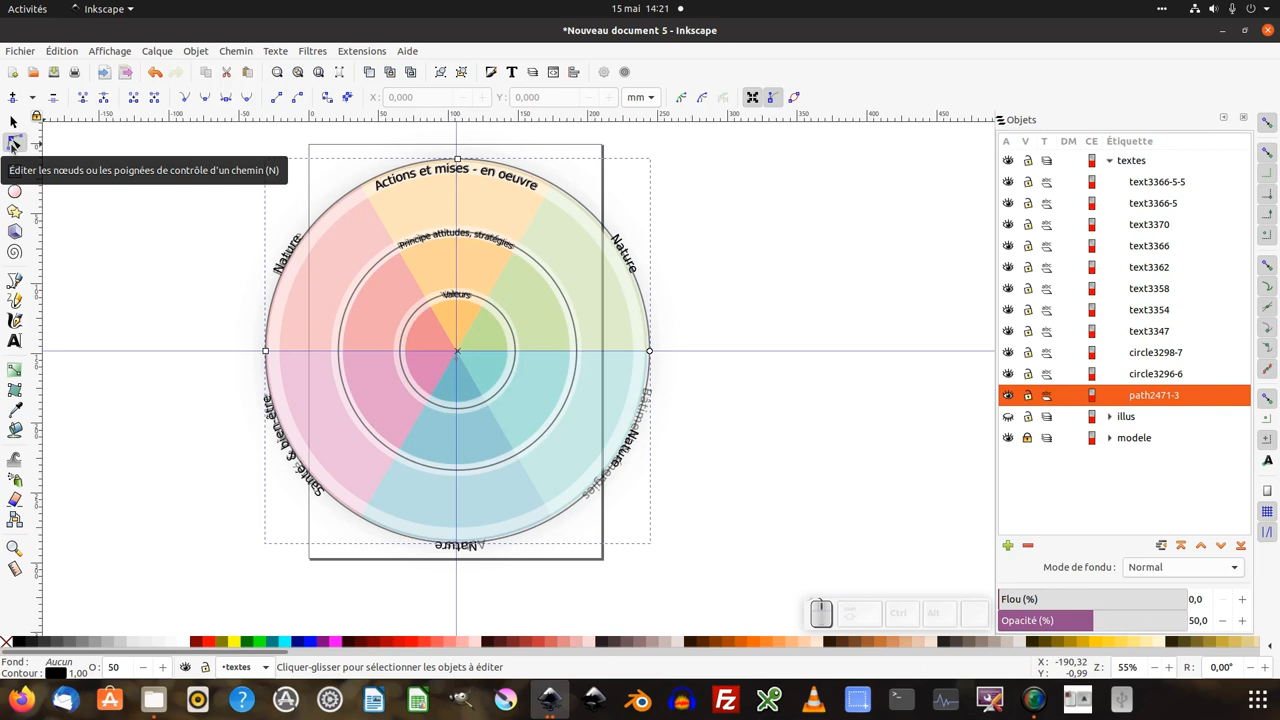 Activités
Inkscape
15 mai 14:21
*Nouveau document 5 - Inkscape
Fichier Édition Affichage Calque Objet Chemin Texte Filtres Extensions Aide
X: 0,000 Y: 0,000 mm
Objets
A V T DM CE Étiquette
textes
text3366-5-5
text3366-5
text3370
text3366
text3362
text3358
text3354
text3347
circle3298-7
circle3296-6
path2471-3
illus
modele
Éditer les nœuds ou les poignées de contrôle d'un chemin (N)
Actions et mises - en oeuvre
Principe attitudes, stratégies
Valeurs
Nature
Nature
Santé & bien-etre
Nature
Nature
Mode de fondu : Normal
Flou (%) 0,0
Opacité (%) 50,0
Ctrl Alt
Fond : Aucun
Contour : 1,00
O: 50
•textes
Cliquer-glisser pour sélectionner les objets à éditer
X: -190,32
Y: -0,99
Z: 55%
R: 0,00°